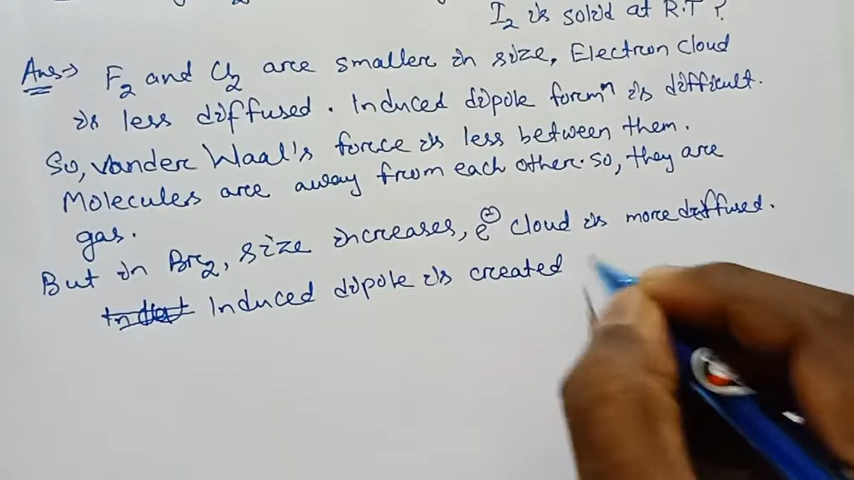 I₂ is solid at R.T ?
Ans→ F₂ and Cl₂ are smaller in size, Electron cloud
is less diffused. Induced dipole formⁿ is difficult.
So, vander Waal's force is less between them.
Molecules are away from each other. so, they are
gas.
But in Br₂, size increases, e⊖ cloud is more diffused.
Induced dipole is created